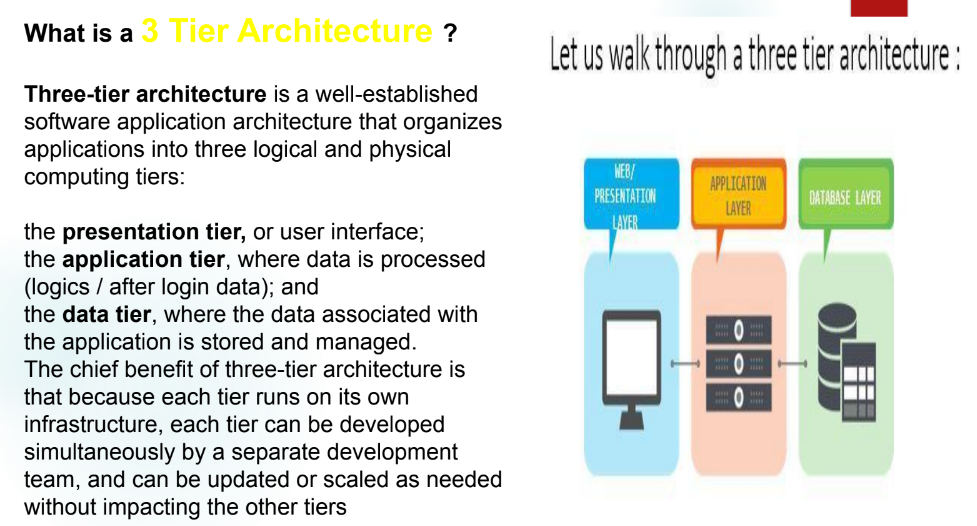 What is a 3 Tier Architecture ?
Three-tier architecture is a well-established
software application architecture that organizes
applications into three logical and physical
computing tiers:
the presentation tier, or user interface;
the application tier, where data is processed
(logics / after login data); and
the data tier, where the data associated with
the application is stored and managed.
The chief benefit of three-tier architecture is
that because each tier runs on its own
infrastructure, each tier can be developed
simultaneously by a separate development
team, and can be updated or scaled as needed
without impacting the other tiers
Let us walk through a three tier architecture :
WEB/
PRESENTATION
LAYER
APPLICATION
LAYER
DATABASE LAYER